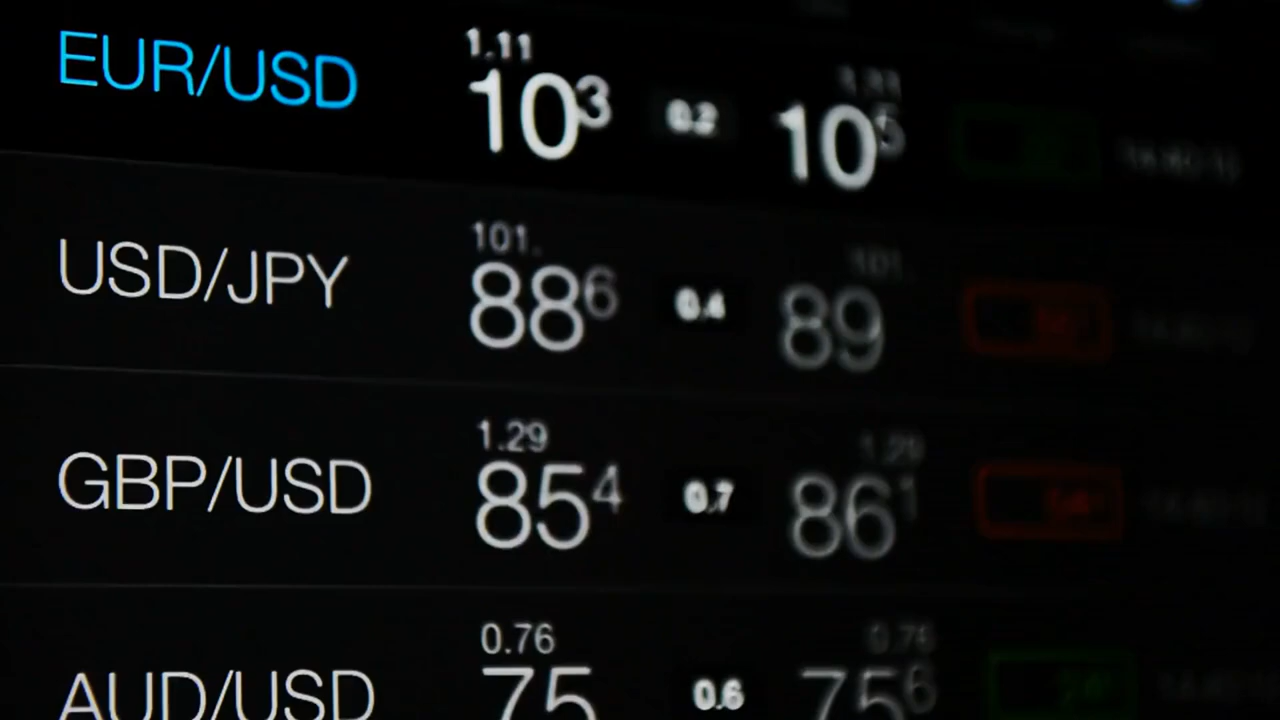 EUR/USD 1.11 10³ 0.2 1.11 10⁵
USD/JPY 101. 88⁶ 0.4 101. 89
GBP/USD 1.29 85⁴ 0.7 1.29 86¹
AUD/USD 0.76 75 0.6 0.76 75⁶